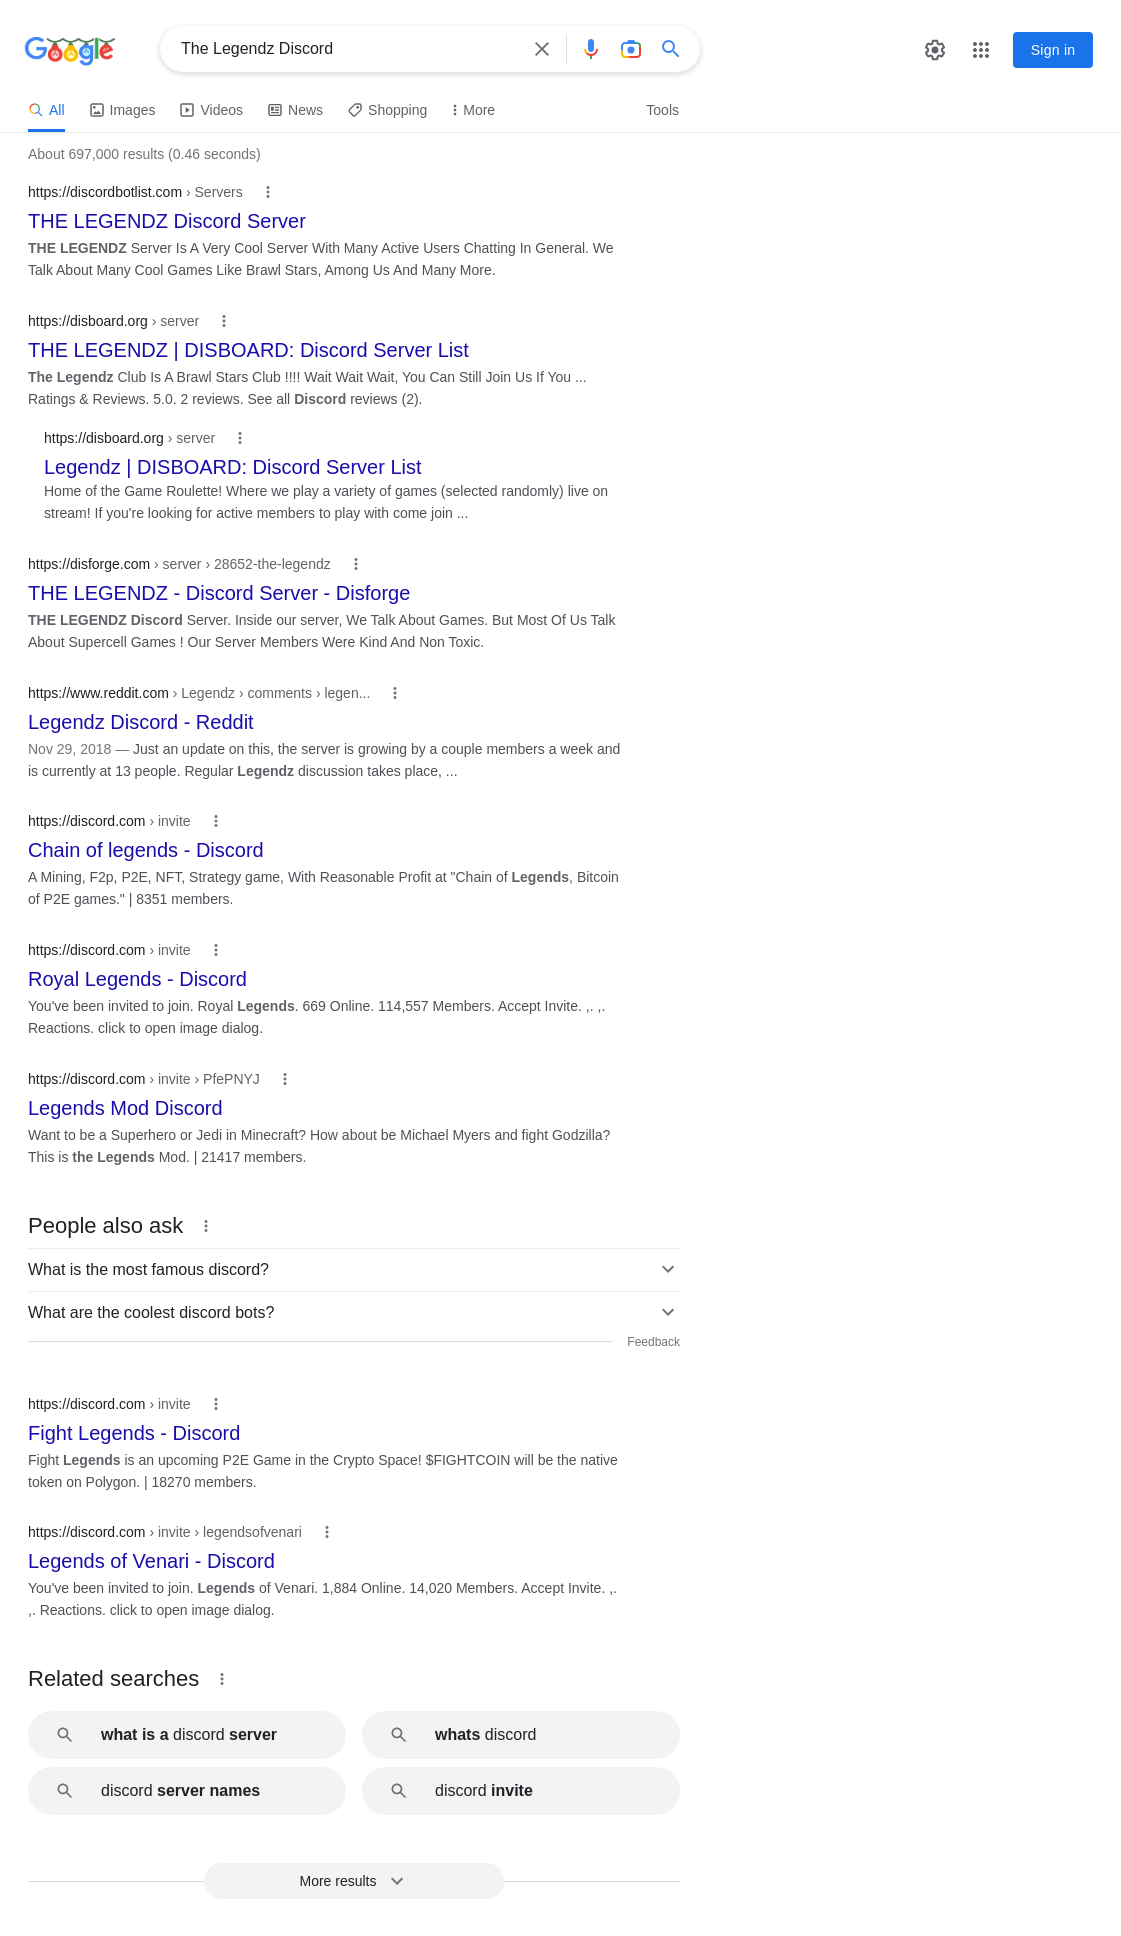 Google
The Legendz Discord
Sign in
All Images Videos News Shopping More Tools
About 697,000 results (0.46 seconds)
https://discordbotlist.com › Servers
THE LEGENDZ Discord Server
THE LEGENDZ Server Is A Very Cool Server With Many Active Users Chatting In General. We
Talk About Many Cool Games Like Brawl Stars, Among Us And Many More.
https://disboard.org › server
THE LEGENDZ | DISBOARD: Discord Server List
The Legendz Club Is A Brawl Stars Club !!!! Wait Wait Wait, You Can Still Join Us If You ...
Ratings & Reviews. 5.0. 2 reviews. See all Discord reviews (2).
https://disboard.org › server
Legendz | DISBOARD: Discord Server List
Home of the Game Roulette! Where we play a variety of games (selected randomly) live on
stream! If you're looking for active members to play with come join ...
https://disforge.com › server › 28652-the-legendz
THE LEGENDZ - Discord Server - Disforge
THE LEGENDZ Discord Server. Inside our server, We Talk About Games. But Most Of Us Talk
About Supercell Games ! Our Server Members Were Kind And Non Toxic.
https://www.reddit.com › Legendz › comments › legen...
Legendz Discord - Reddit
Nov 29, 2018 — Just an update on this, the server is growing by a couple members a week and
is currently at 13 people. Regular Legendz discussion takes place, ...
https://discord.com › invite
Chain of legends - Discord
A Mining, F2p, P2E, NFT, Strategy game, With Reasonable Profit at "Chain of Legends, Bitcoin
of P2E games." | 8351 members.
https://discord.com › invite
Royal Legends - Discord
You've been invited to join. Royal Legends. 669 Online. 114,557 Members. Accept Invite. ,. ,.
Reactions. click to open image dialog.
https://discord.com › invite › PfePNYJ
Legends Mod Discord
Want to be a Superhero or Jedi in Minecraft? How about be Michael Myers and fight Godzilla?
This is the Legends Mod. | 21417 members.
People also ask
What is the most famous discord?
What are the coolest discord bots?
Feedback
https://discord.com › invite
Fight Legends - Discord
Fight Legends is an upcoming P2E Game in the Crypto Space! $FIGHTCOIN will be the native
token on Polygon. | 18270 members.
https://discord.com › invite › legendsofvenari
Legends of Venari - Discord
You've been invited to join. Legends of Venari. 1,884 Online. 14,020 Members. Accept Invite. ,.
,. Reactions. click to open image dialog.
Related searches
what is a discord server
whats discord
discord server names
discord invite
More results